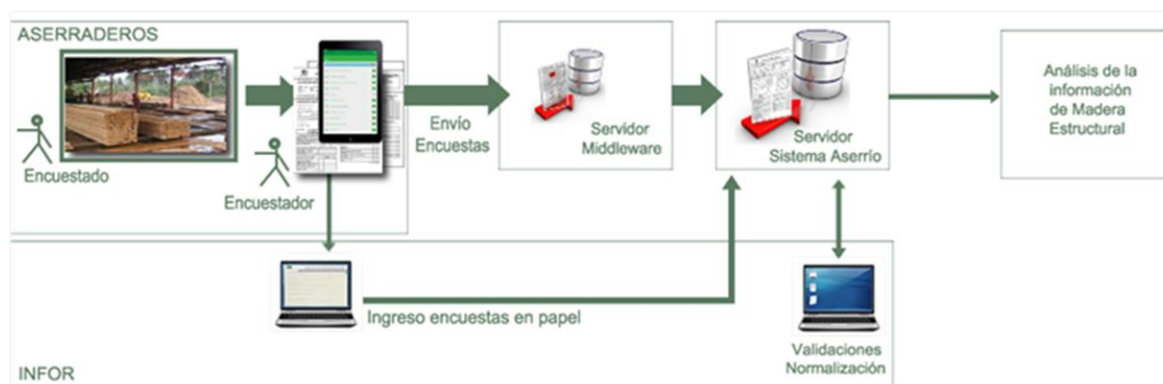 ASERRADEROS
Encuestado
Encuestador
Envío
Encuestas
Servidor
Middleware
Servidor
Sistema Aserrío
Análisis de la
información
de Madera
Estructural
Ingreso encuestas en papel
Validaciones
Normalización
INFOR